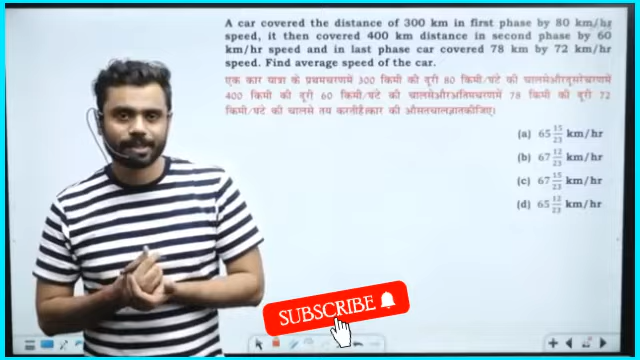 A car covered the distance of 300 km in first phase by 80 km/hr
speed, it then covered 400 km distance in second phase by 60
km/hr speed and in last phase car covered 78 km by 72 km/hr
speed. Find average speed of the car.
एक कार यात्रा के प्रथमचरणमें 300 किमी की दूरी 80 किमी/घंटे की चालसेऔरदूसरेचरणमें
400 किमी की दूरी 60 किमी/घंटे की चालसेऔरअंतिमचरणमें 78 किमी की दूरी 72
किमी/घंटे की चालसे तय करतीहै।कार की औसतचालज्ञातकीजिए।
(a) 65 15/23 km/hr
(b) 67 12/23 km/hr
(c) 67 15/23 km/hr
(d) 65 12/23 km/hr
SUBSCRIBE